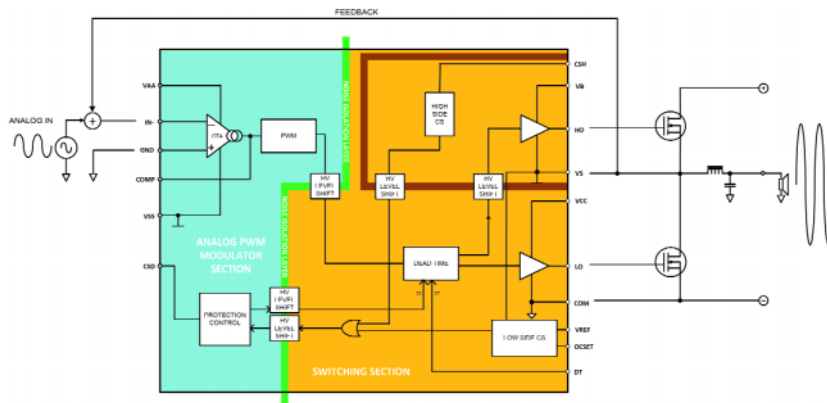 FEEDBACK
ANALOG IN
VAA
IN-
GND
COMP
VSS
CSD
OTA
PWM
NOISE ISOLATION LAYER
HV
LEVEL
SHIFT
NOISE ISOLATION LAYER
ANALOG PWM
MODULATOR
SECTION
PROTECTION
CONTROL
HV
LEVEL
SHIFT
HV
LEVEL
SHIFT
HIGH
SIDE
CS
HV
LEVEL
SHIFT
HV
LEVEL
SHIFT
DEAD TIME
SD
DT
LOW SIDE CS
SWITCHING SECTION
CSH
VB
HO
VS
VCC
LO
COM
VREF
OCSET
DT